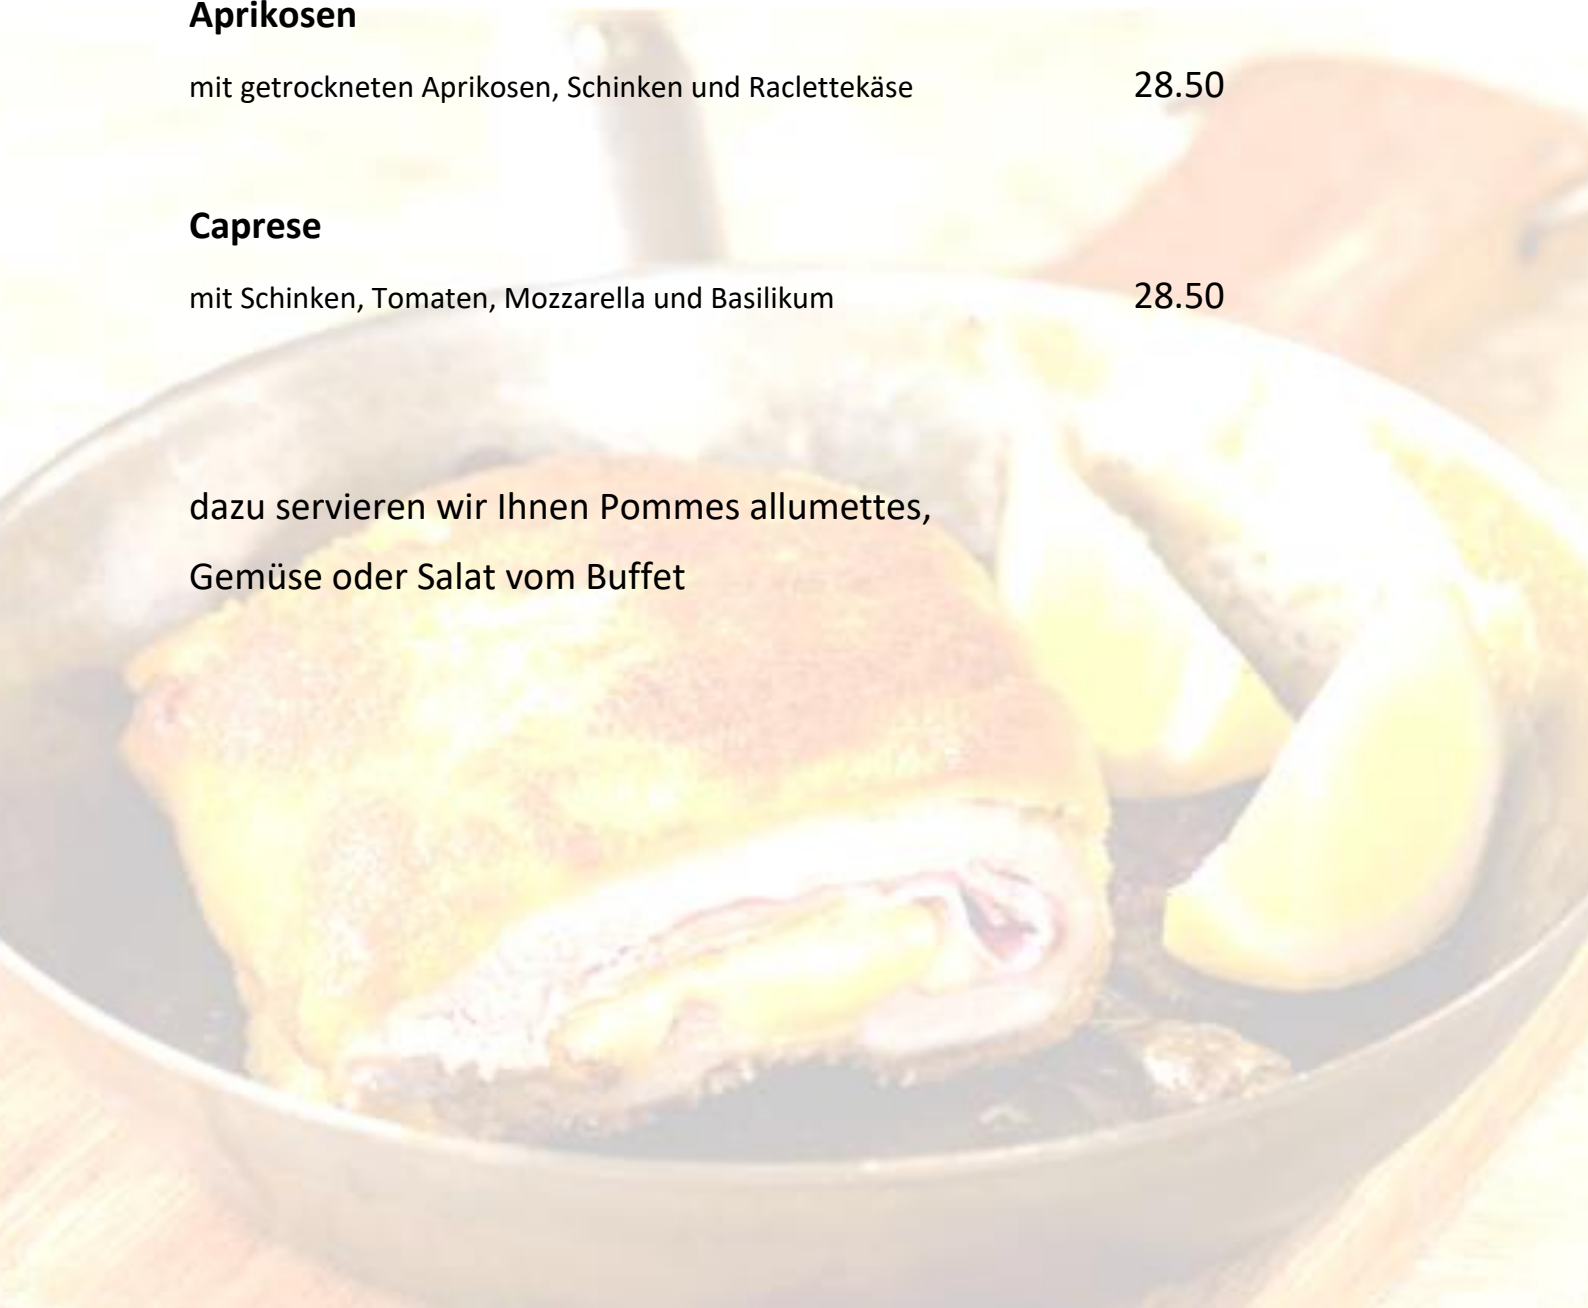 Aprikosen
mit getrockneten Aprikosen, Schinken und Raclettekäse 28.50
Caprese
mit Schinken, Tomaten, Mozzarella und Basilikum 28.50
dazu servieren wir Ihnen Pommes allumettes,
Gemüse oder Salat vom Buffet